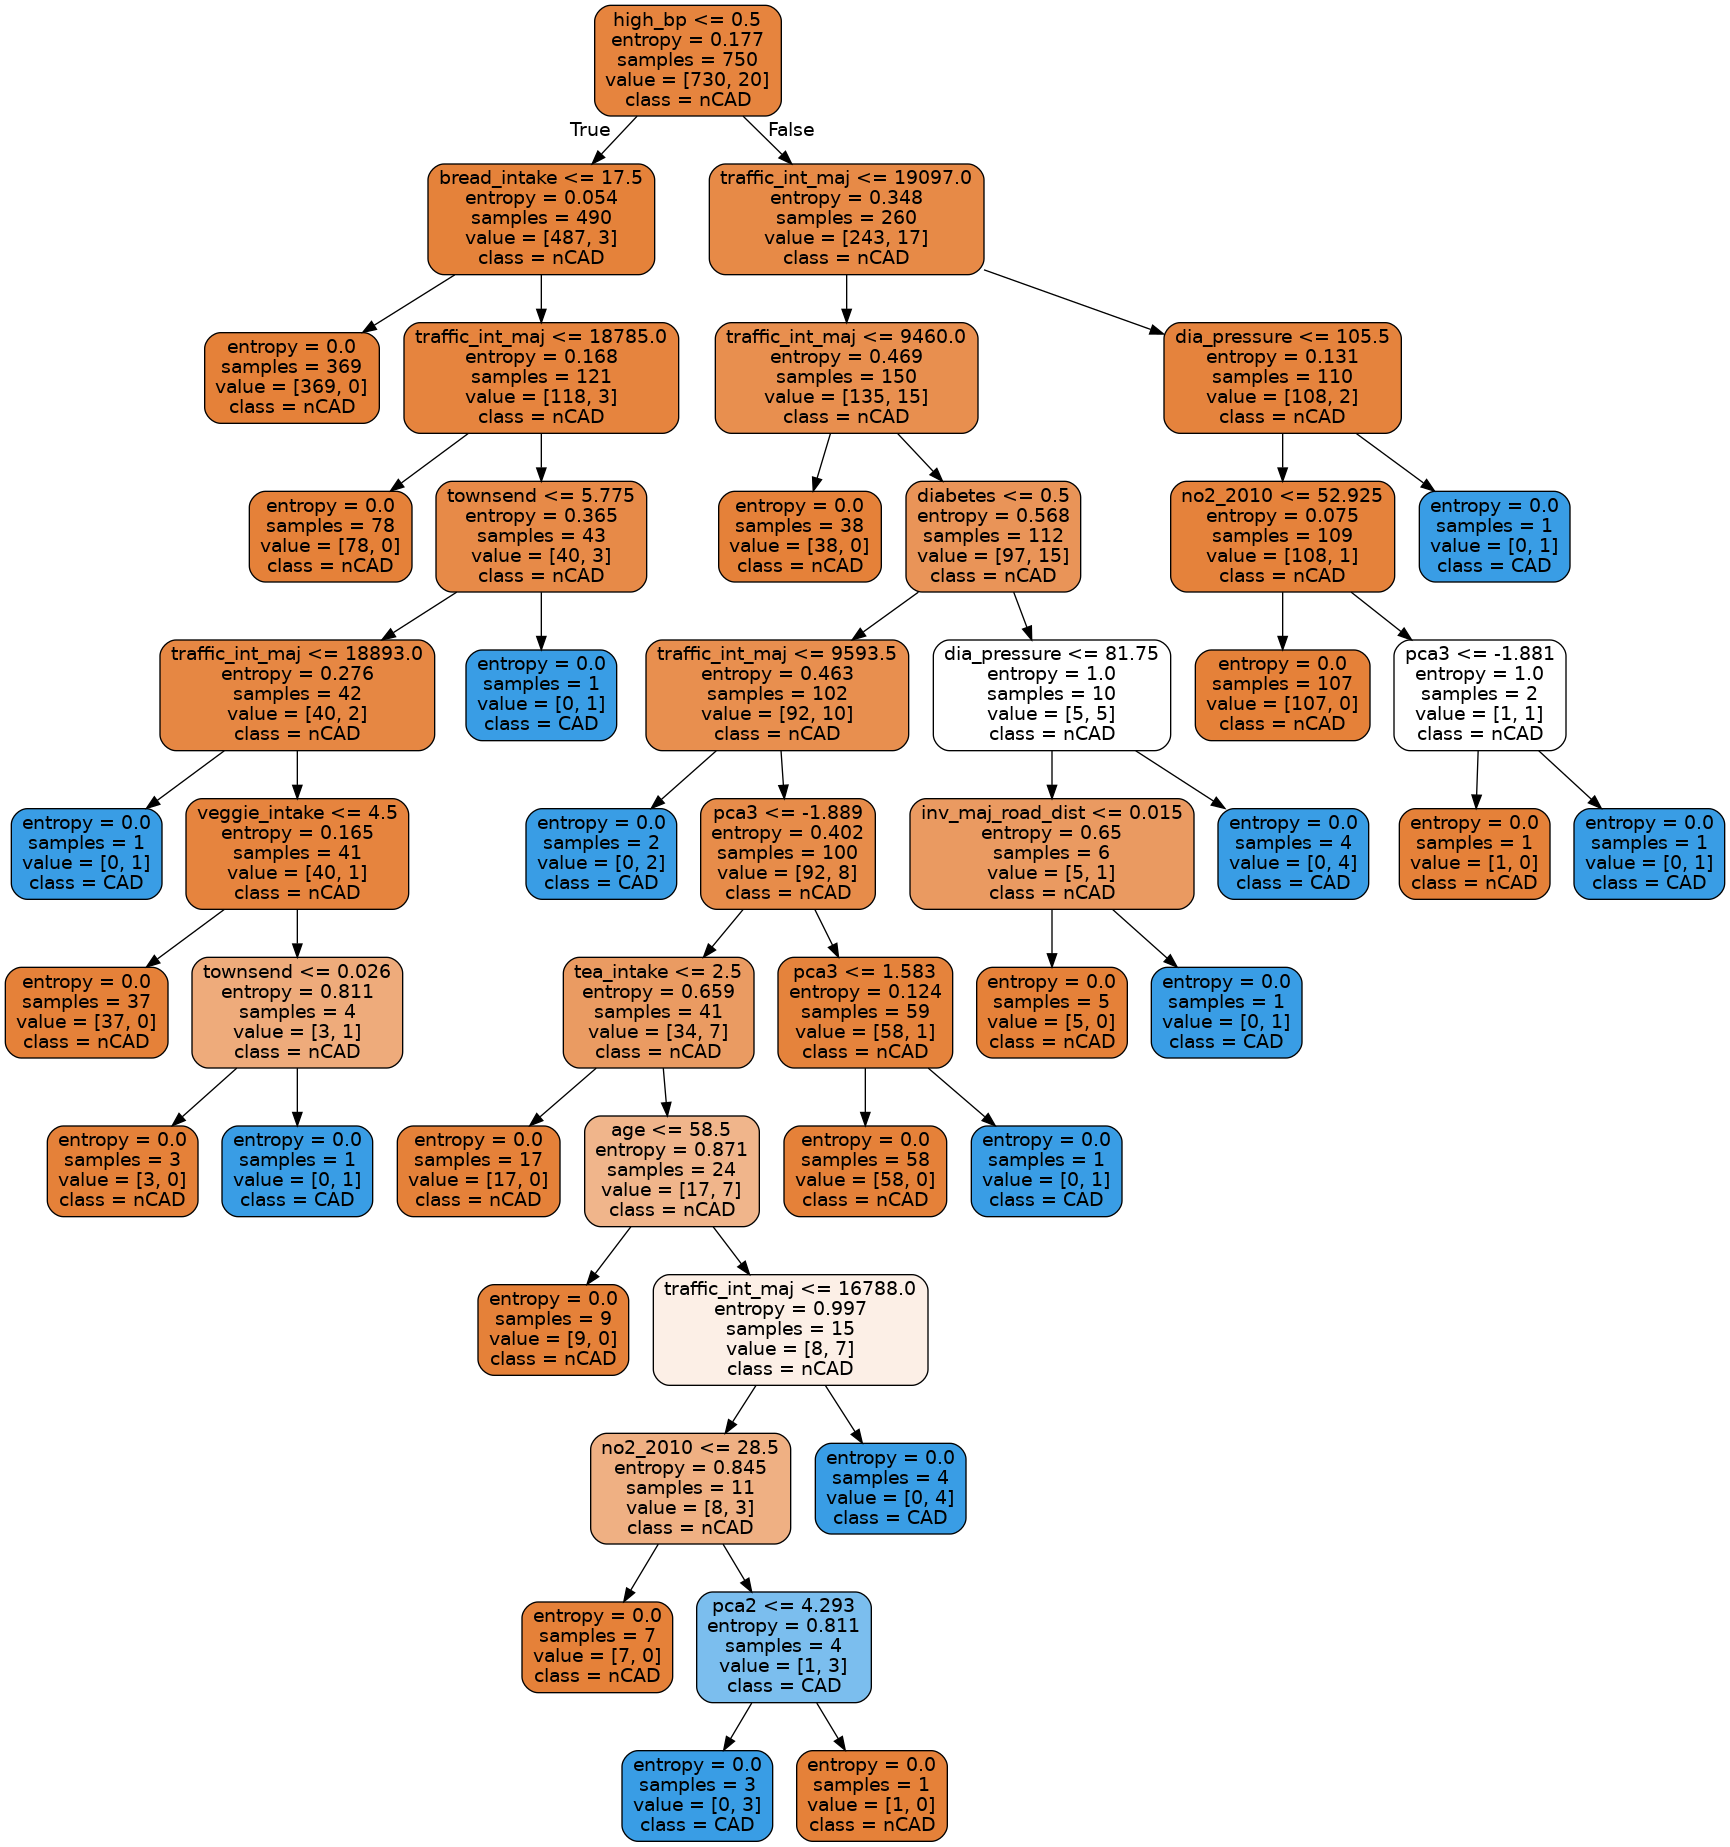 high_bp <= 0.5
entropy = 0.177
samples = 750
value = [730, 20]
class = nCAD
True
False
bread_intake <= 17.5
entropy = 0.054
samples = 490
value = [487, 3]
class = nCAD
traffic_int_maj <= 19097.0
entropy = 0.348
samples = 260
value = [243, 17]
class = nCAD
entropy = 0.0
samples = 369
value = [369, 0]
class = nCAD
traffic_int_maj <= 18785.0
entropy = 0.168
samples = 121
value = [118, 3]
class = nCAD
traffic_int_maj <= 9460.0
entropy = 0.469
samples = 150
value = [135, 15]
class = nCAD
dia_pressure <= 105.5
entropy = 0.131
samples = 110
value = [108, 2]
class = nCAD
entropy = 0.0
samples = 78
value = [78, 0]
class = nCAD
townsend <= 5.775
entropy = 0.365
samples = 43
value = [40, 3]
class = nCAD
entropy = 0.0
samples = 38
value = [38, 0]
class = nCAD
diabetes <= 0.5
entropy = 0.568
samples = 112
value = [97, 15]
class = nCAD
no2_2010 <= 52.925
entropy = 0.075
samples = 109
value = [108, 1]
class = nCAD
entropy = 0.0
samples = 1
value = [0, 1]
class = CAD
traffic_int_maj <= 18893.0
entropy = 0.276
samples = 42
value = [40, 2]
class = nCAD
entropy = 0.0
samples = 1
value = [0, 1]
class = CAD
traffic_int_maj <= 9593.5
entropy = 0.463
samples = 102
value = [92, 10]
class = nCAD
dia_pressure <= 81.75
entropy = 1.0
samples = 10
value = [5, 5]
class = nCAD
entropy = 0.0
samples = 107
value = [107, 0]
class = nCAD
pca3 <= -1.881
entropy = 1.0
samples = 2
value = [1, 1]
class = nCAD
entropy = 0.0
samples = 1
value = [0, 1]
class = CAD
veggie_intake <= 4.5
entropy = 0.165
samples = 41
value = [40, 1]
class = nCAD
entropy = 0.0
samples = 2
value = [0, 2]
class = CAD
pca3 <= -1.889
entropy = 0.402
samples = 100
value = [92, 8]
class = nCAD
inv_maj_road_dist <= 0.015
entropy = 0.65
samples = 6
value = [5, 1]
class = nCAD
entropy = 0.0
samples = 4
value = [0, 4]
class = CAD
entropy = 0.0
samples = 1
value = [1, 0]
class = nCAD
entropy = 0.0
samples = 1
value = [0, 1]
class = CAD
entropy = 0.0
samples = 37
value = [37, 0]
class = nCAD
townsend <= 0.026
entropy = 0.811
samples = 4
value = [3, 1]
class = nCAD
tea_intake <= 2.5
entropy = 0.659
samples = 41
value = [34, 7]
class = nCAD
pca3 <= 1.583
entropy = 0.124
samples = 59
value = [58, 1]
class = nCAD
entropy = 0.0
samples = 5
value = [5, 0]
class = nCAD
entropy = 0.0
samples = 1
value = [0, 1]
class = CAD
entropy = 0.0
samples = 3
value = [3, 0]
class = nCAD
entropy = 0.0
samples = 1
value = [0, 1]
class = CAD
entropy = 0.0
samples = 17
value = [17, 0]
class = nCAD
age <= 58.5
entropy = 0.871
samples = 24
value = [17, 7]
class = nCAD
entropy = 0.0
samples = 58
value = [58, 0]
class = nCAD
entropy = 0.0
samples = 1
value = [0, 1]
class = CAD
entropy = 0.0
samples = 9
value = [9, 0]
class = nCAD
traffic_int_maj <= 16788.0
entropy = 0.997
samples = 15
value = [8, 7]
class = nCAD
no2_2010 <= 28.5
entropy = 0.845
samples = 11
value = [8, 3]
class = nCAD
entropy = 0.0
samples = 4
value = [0, 4]
class = CAD
entropy = 0.0
samples = 7
value = [7, 0]
class = nCAD
pca2 <= 4.293
entropy = 0.811
samples = 4
value = [1, 3]
class = CAD
entropy = 0.0
samples = 3
value = [0, 3]
class = CAD
entropy = 0.0
samples = 1
value = [1, 0]
class = nCAD